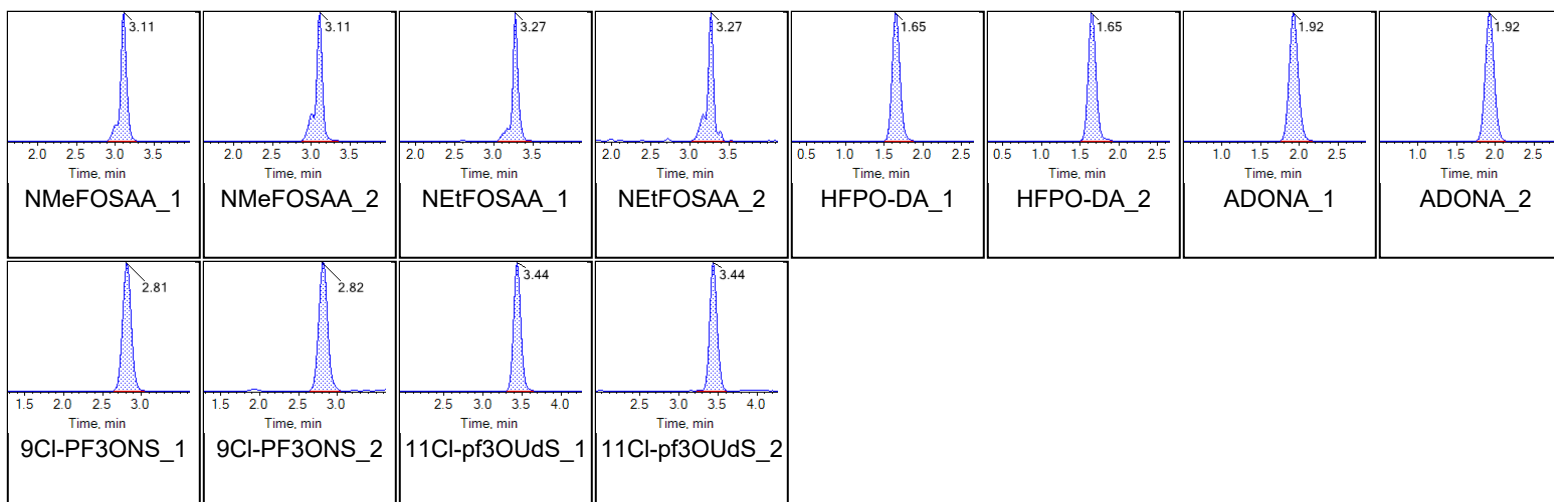 3.11 3.11 3.27 3.27 1.65 1.65 1.92 1.92
2.0 2.5 3.0 3.5 2.0 2.5 3.0 3.5 2.0 2.5 3.0 3.5 2.0 2.5 3.0 3.5 0.5 1.0 1.5 2.0 2.5 0.5 1.0 1.5 2.0 2.5 1.0 1.5 2.0 2.5 1.0 1.5 2.0 2.5
Time, min Time, min Time, min Time, min Time, min Time, min Time, min Time, min
NMeFOSAA_1 NMeFOSAA_2 NEtFOSAA_1 NEtFOSAA_2 HFPO-DA_1 HFPO-DA_2 ADONA_1 ADONA_2
2.81 2.82 3.44 3.44
1.5 2.0 2.5 3.0 1.5 2.0 2.5 3.0 2.5 3.0 3.5 4.0 2.5 3.0 3.5 4.0
Time, min Time, min Time, min Time, min
9Cl-PF3ONS_1 9Cl-PF3ONS_2 11Cl-pf3OUdS_1 11Cl-pf3OUdS_2